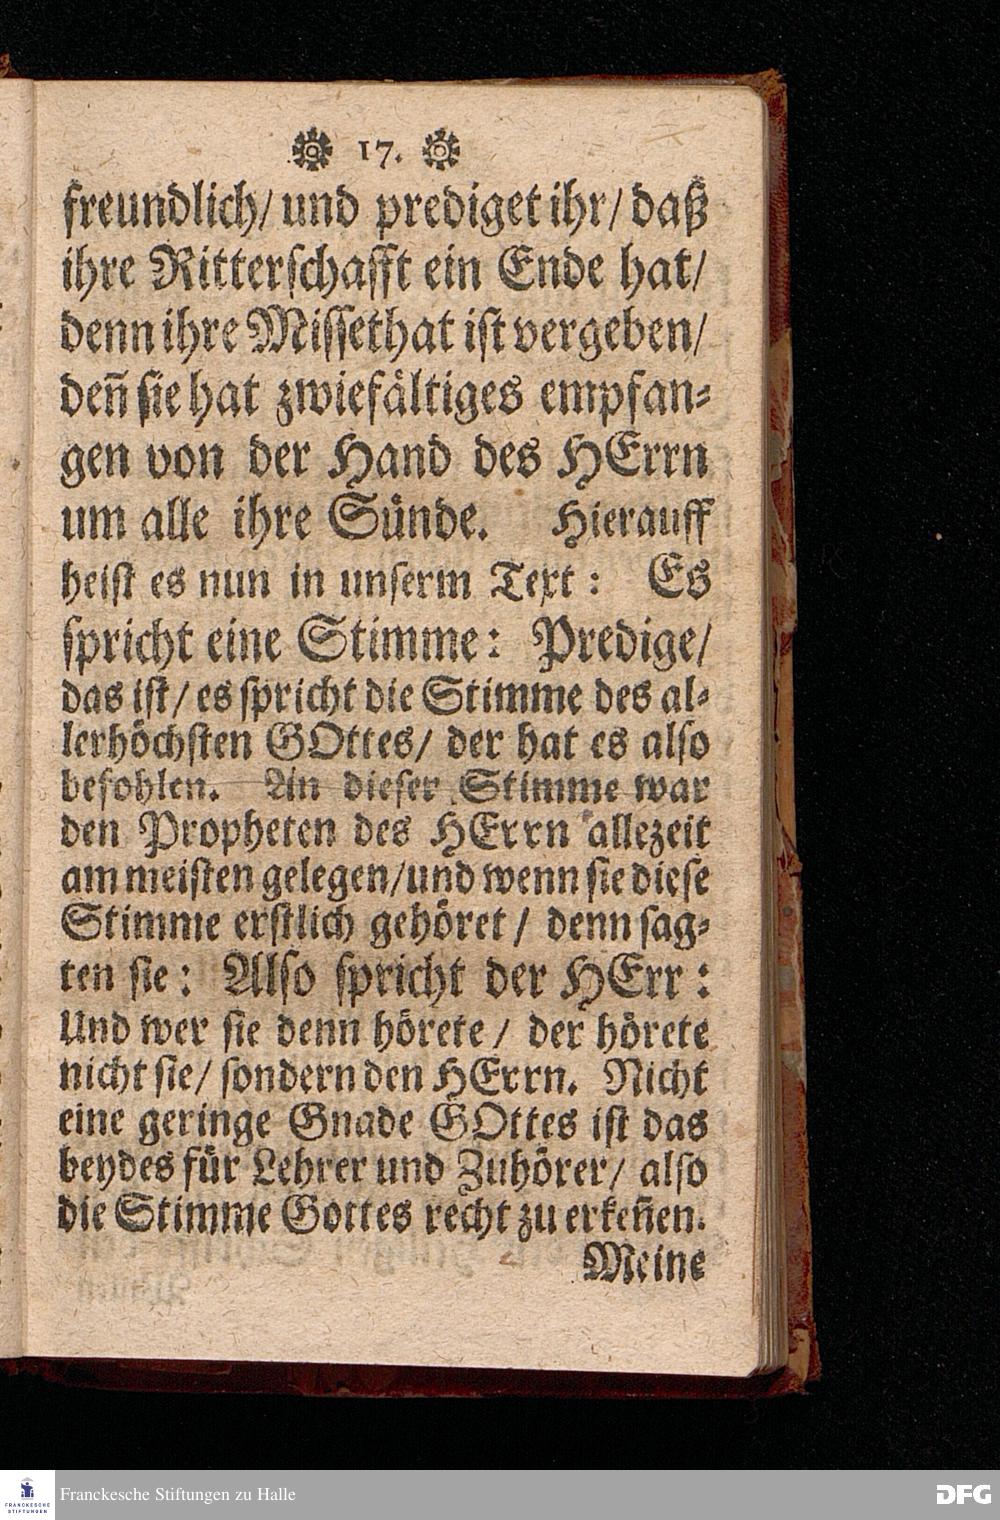 17.
freundlich/ und prediget ihr/ daß
ihre Ritterschafft ein Ende hat/
denn ihre Missethat ist vergeben/
deñ sie hat zwiefältiges empfan⸗
gen von der Hand des HErrn
um alle ihre Sünde. Hierauff
heist es nun in unserm Text: Es
spricht eine Stimme: Predige/
das ist/ es spricht die Stimme des al⸗
lerhöchsten GOttes/ der hat es also
befohlen. An dieser Stimme war
den Propheten des HErrn allezeit
am meisten gelegen/und wenn sie diese
Stimme erstlich gehöret/ denn sag⸗
ten sie: Also spricht der HErr:
Und wer sie denn hörete/ der hörete
nicht sie/ sondern den HErrn. Nicht
eine geringe Gnade GOttes ist das
beydes für Lehrer und Zuhörer/ also
die Stimme Gottes recht zu erkeñen.
Meine
FRANCKESCHE STIFTUNGEN
Franckesche Stiftungen zu Halle
DFG